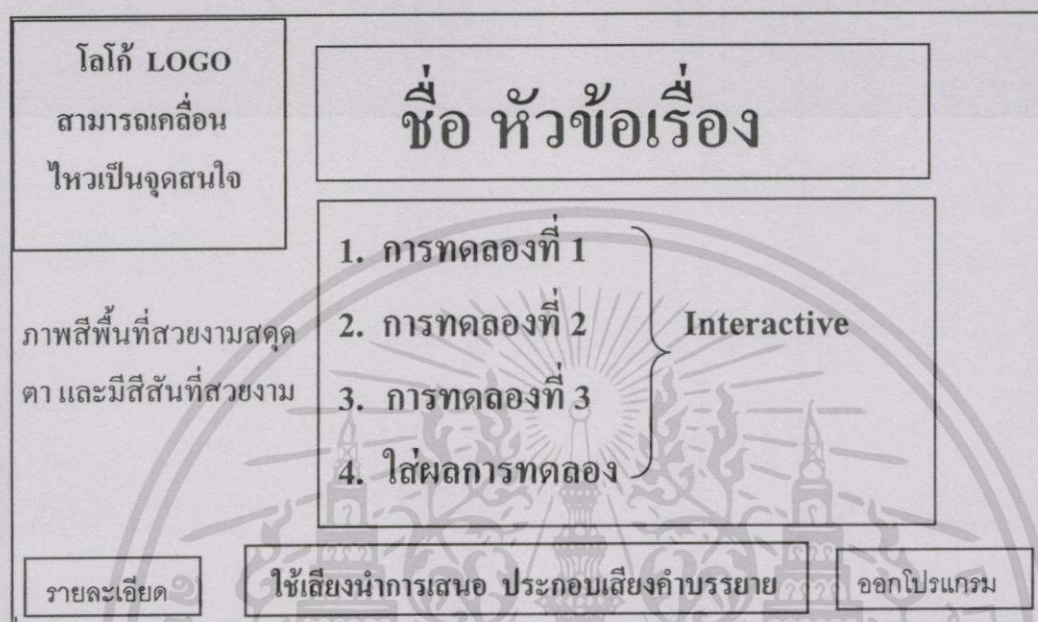 โลโก้ LOGO
สามารถเคลื่อน
ไหวเป็นจุดสนใจ
ชื่อ หัวข้อเรื่อง
1. การทดลองที่ 1
2. การทดลองที่ 2
3. การทดลองที่ 3
4. ใส่ผลการทดลอง
Interactive
ภาพสีพื้นที่สวยงามสดุด
ตา และมีสีสันที่สวยงาม
รายละเอียด
ใช้เสียงนำการเสนอ ประกอบเสียงคำบรรยาย
ออกโปรแกรม